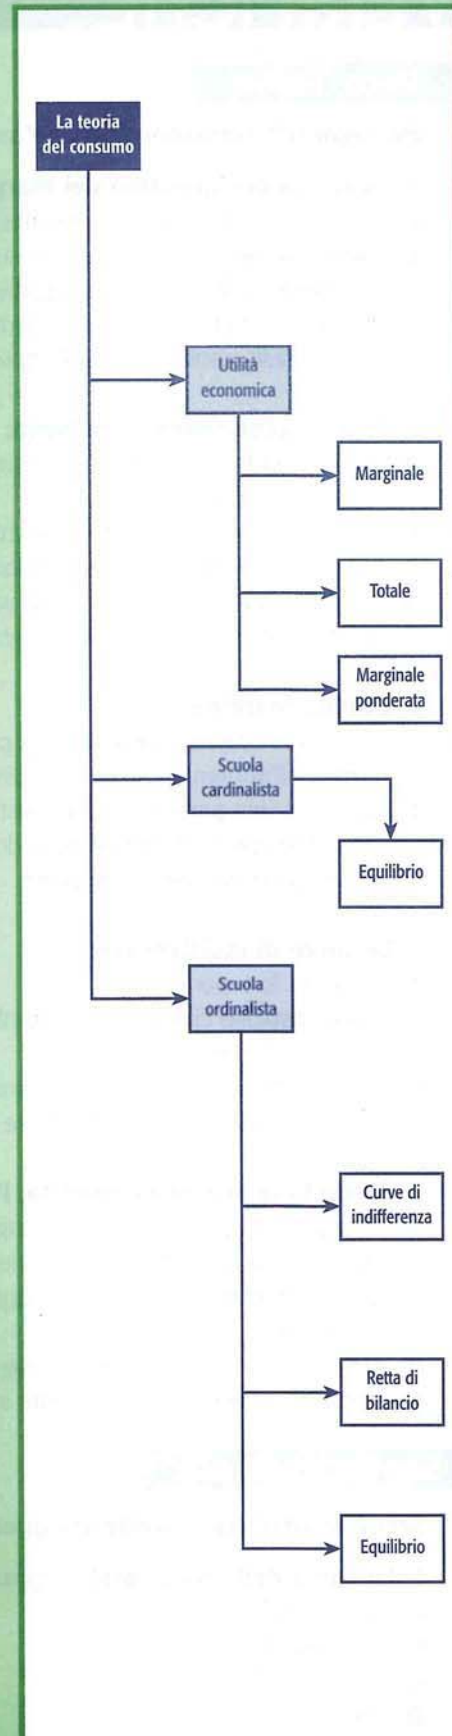 La teoria
del consumo
Utilità
economica
Marginale
Totale
Marginale
ponderata
Scuola
cardinalista
Equilibrio
Scuola
ordinalista
Curve di
indifferenza
Retta di
bilancio
Equilibrio